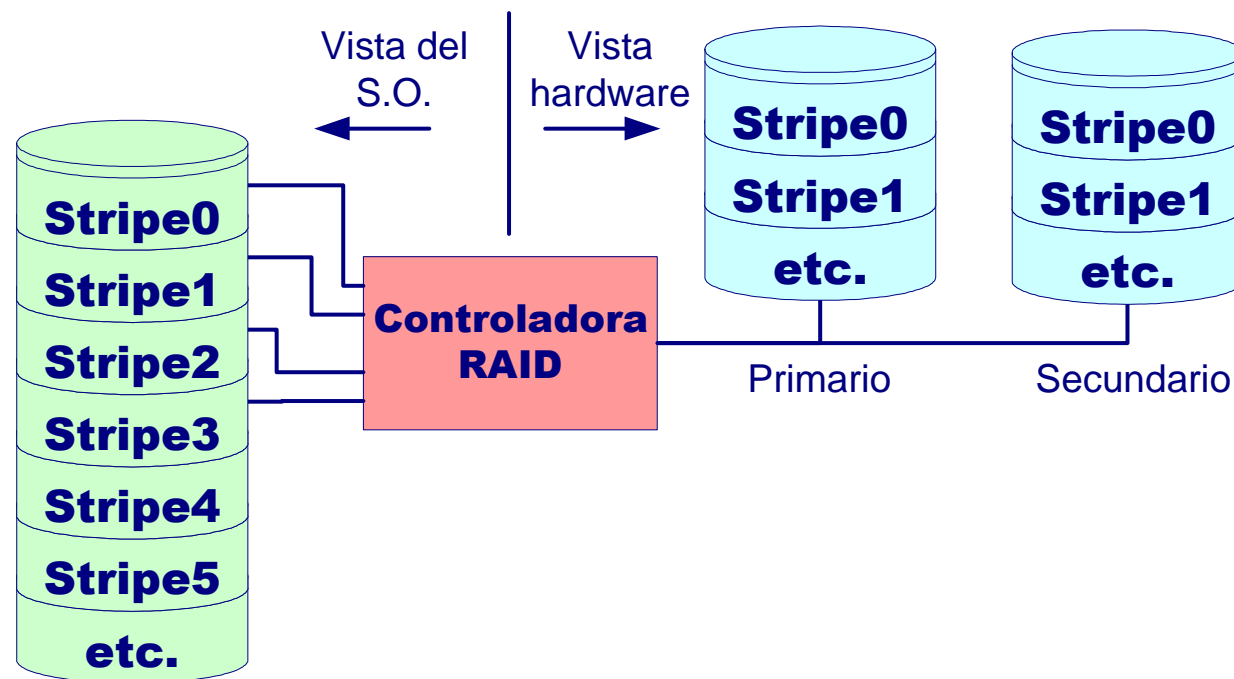 Vista del
S.O.
Vista
hardware
Stripe0
Stripe1
Stripe2
Stripe3
Stripe4
Stripe5
etc.
Controladora
RAID
Stripe0
Stripe1
etc.
Primario
Stripe0
Stripe1
etc.
Secundario